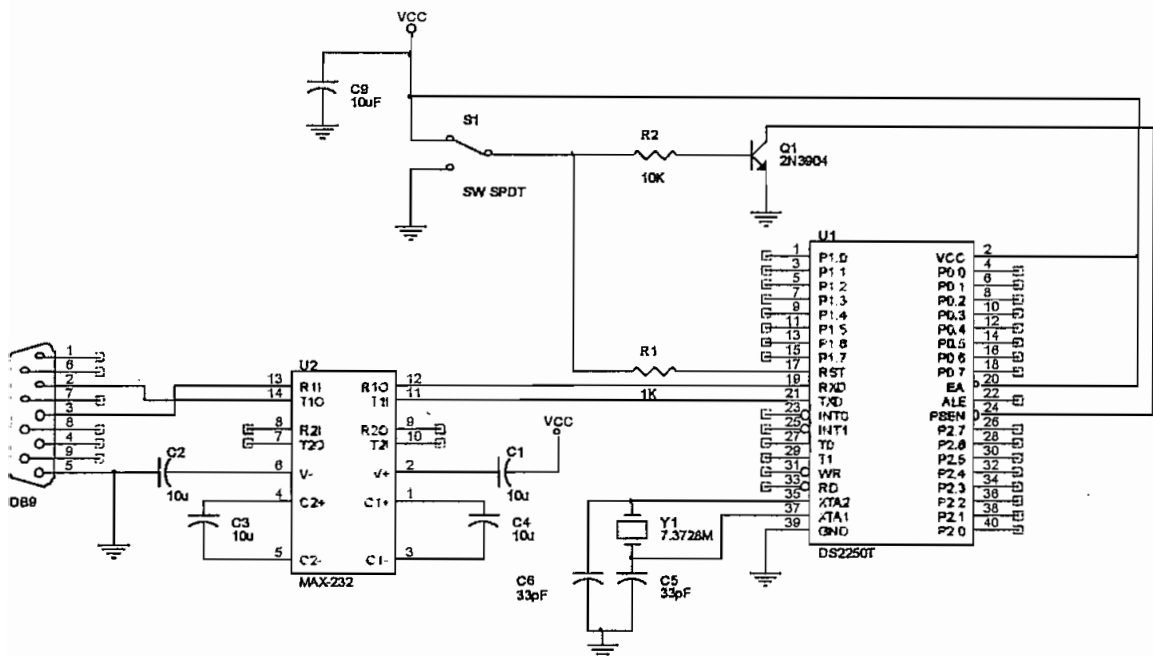 VCC
C9
10uF
S1
SW SPDT
R2
10K
Q1
2N3904
U1
1 P1.0 VCC 2
3 P1.1 P0.0 4
5 P1.2 P0.1 6
7 P1.3 P0.2 8
9 P1.4 P0.3 10
11 P1.5 P0.4 12
13 P1.6 P0.5 14
15 P1.7 P0.6 16
17 RST P0.7 18
19 RXD EA 20
21 TXD ALE 22
23 INT0 PSEN 24
25 INT1 P2.7 26
27 T0 P2.6 28
29 T1 P2.5 30
31 WR P2.4 32
33 RD P2.3 34
35 XTA2 P2.2 36
37 XTA1 P2.1 38
39 GND P2.0 40
DS2250T
R1
1K
1
6
2
7
3
8
4
9
5
DB9
U2
13 R1I R1O 12
14 T1O T1I 11
8 R2I R2O 9
7 T2O T2I 10
6 V- V+ 2
4 C2+ C1+ 1
5 C2- C1- 3
MAX-232
C2
10u
C3
10u
VCC
C1
10u
C4
10u
Y1
7.3728M
C6
33pF
C5
33pF